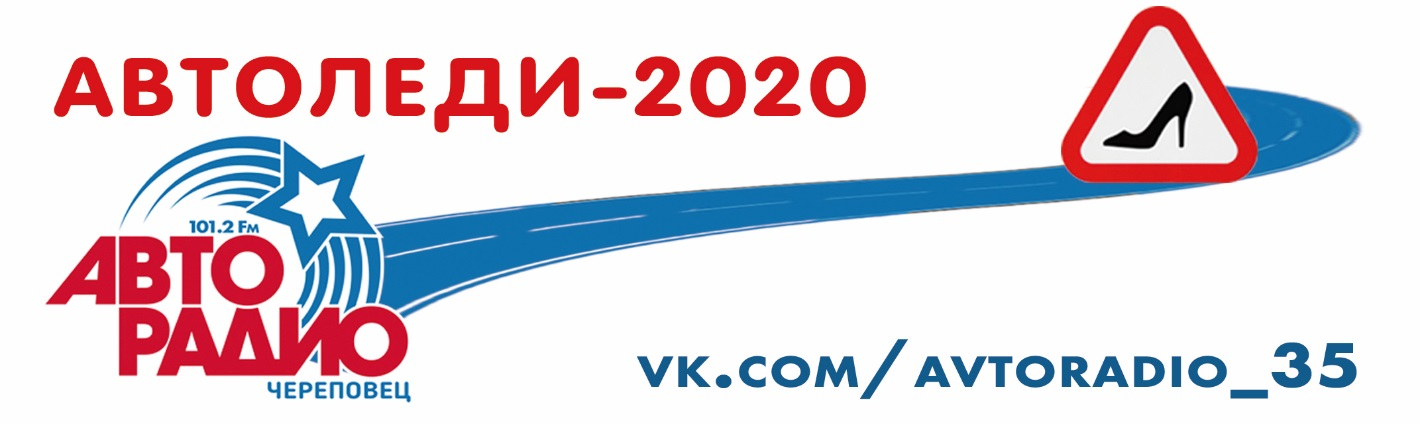 АВТОЛЕДИ-2020
101.2 FM
АВТО
РАДИО
ЧЕРЕПОВЕЦ
VK.COM/AVTORADIO_35